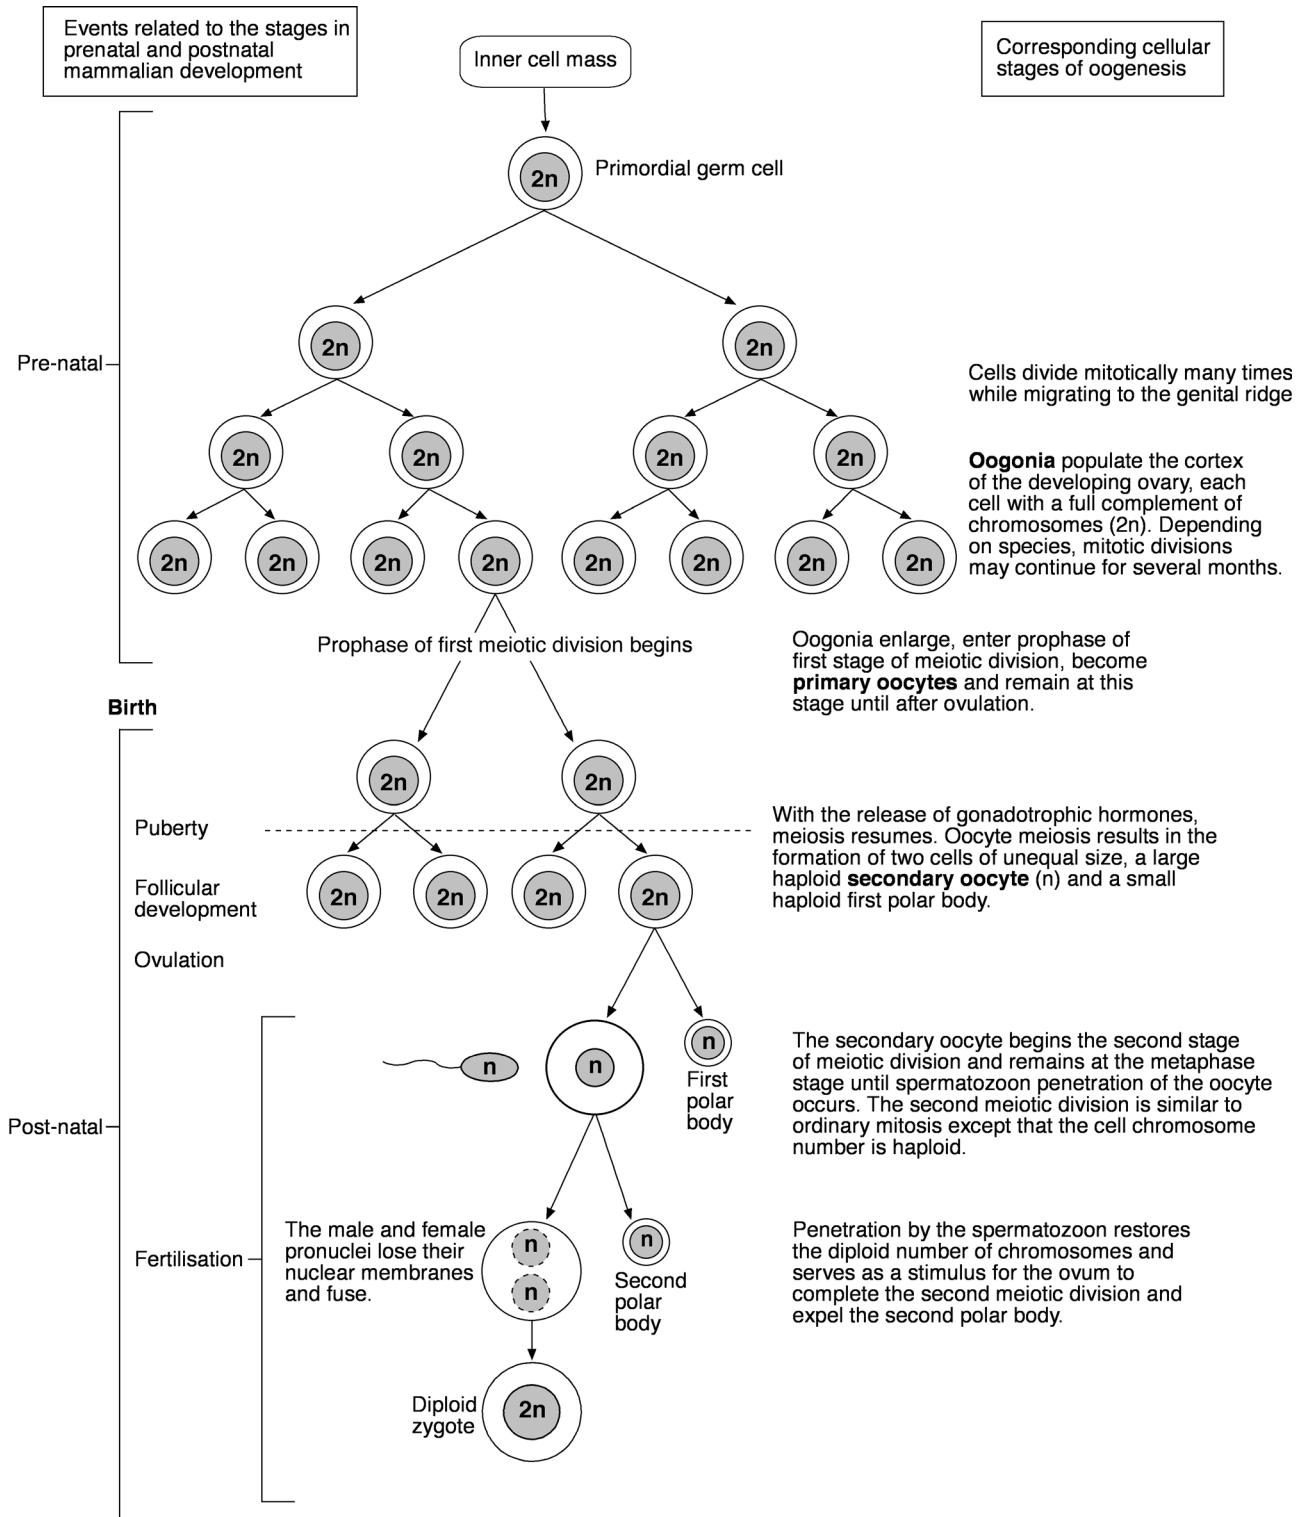 Events related to the stages in
prenatal and postnatal
mammalian development
Inner cell mass
Corresponding cellular
stages of oogenesis
2n
Primordial germ cell
Pre-natal
2n
2n
Cells divide mitotically many times
while migrating to the genital ridge
2n
2n
2n
2n
Oogonia populate the cortex
of the developing ovary, each
cell with a full complement of
chromosomes (2n). Depending
on species, mitotic divisions
may continue for several months.
2n
2n
2n
2n
2n
2n
2n
2n
Prophase of first meiotic division begins
Oogonia enlarge, enter prophase of
first stage of meiotic division, become
primary oocytes and remain at this
stage until after ovulation.
Birth
2n
2n
Puberty
With the release of gonadotrophic hormones,
meiosis resumes. Oocyte meiosis results in the
formation of two cells of unequal size, a large
haploid secondary oocyte (n) and a small
haploid first polar body.
Follicular
development
2n
2n
2n
2n
Ovulation
Post-natal
n
n
n
First
polar
body
The secondary oocyte begins the second stage
of meiotic division and remains at the metaphase
stage until spermatozoon penetration of the oocyte
occurs. The second meiotic division is similar to
ordinary mitosis except that the cell chromosome
number is haploid.
Fertilisation
The male and female
pronuclei lose their
nuclear membranes
and fuse.
n
n
n
Second
polar
body
Penetration by the spermatozoon restores
the diploid number of chromosomes and
serves as a stimulus for the ovum to
complete the second meiotic division and
expel the second polar body.
Diploid
zygote
2n